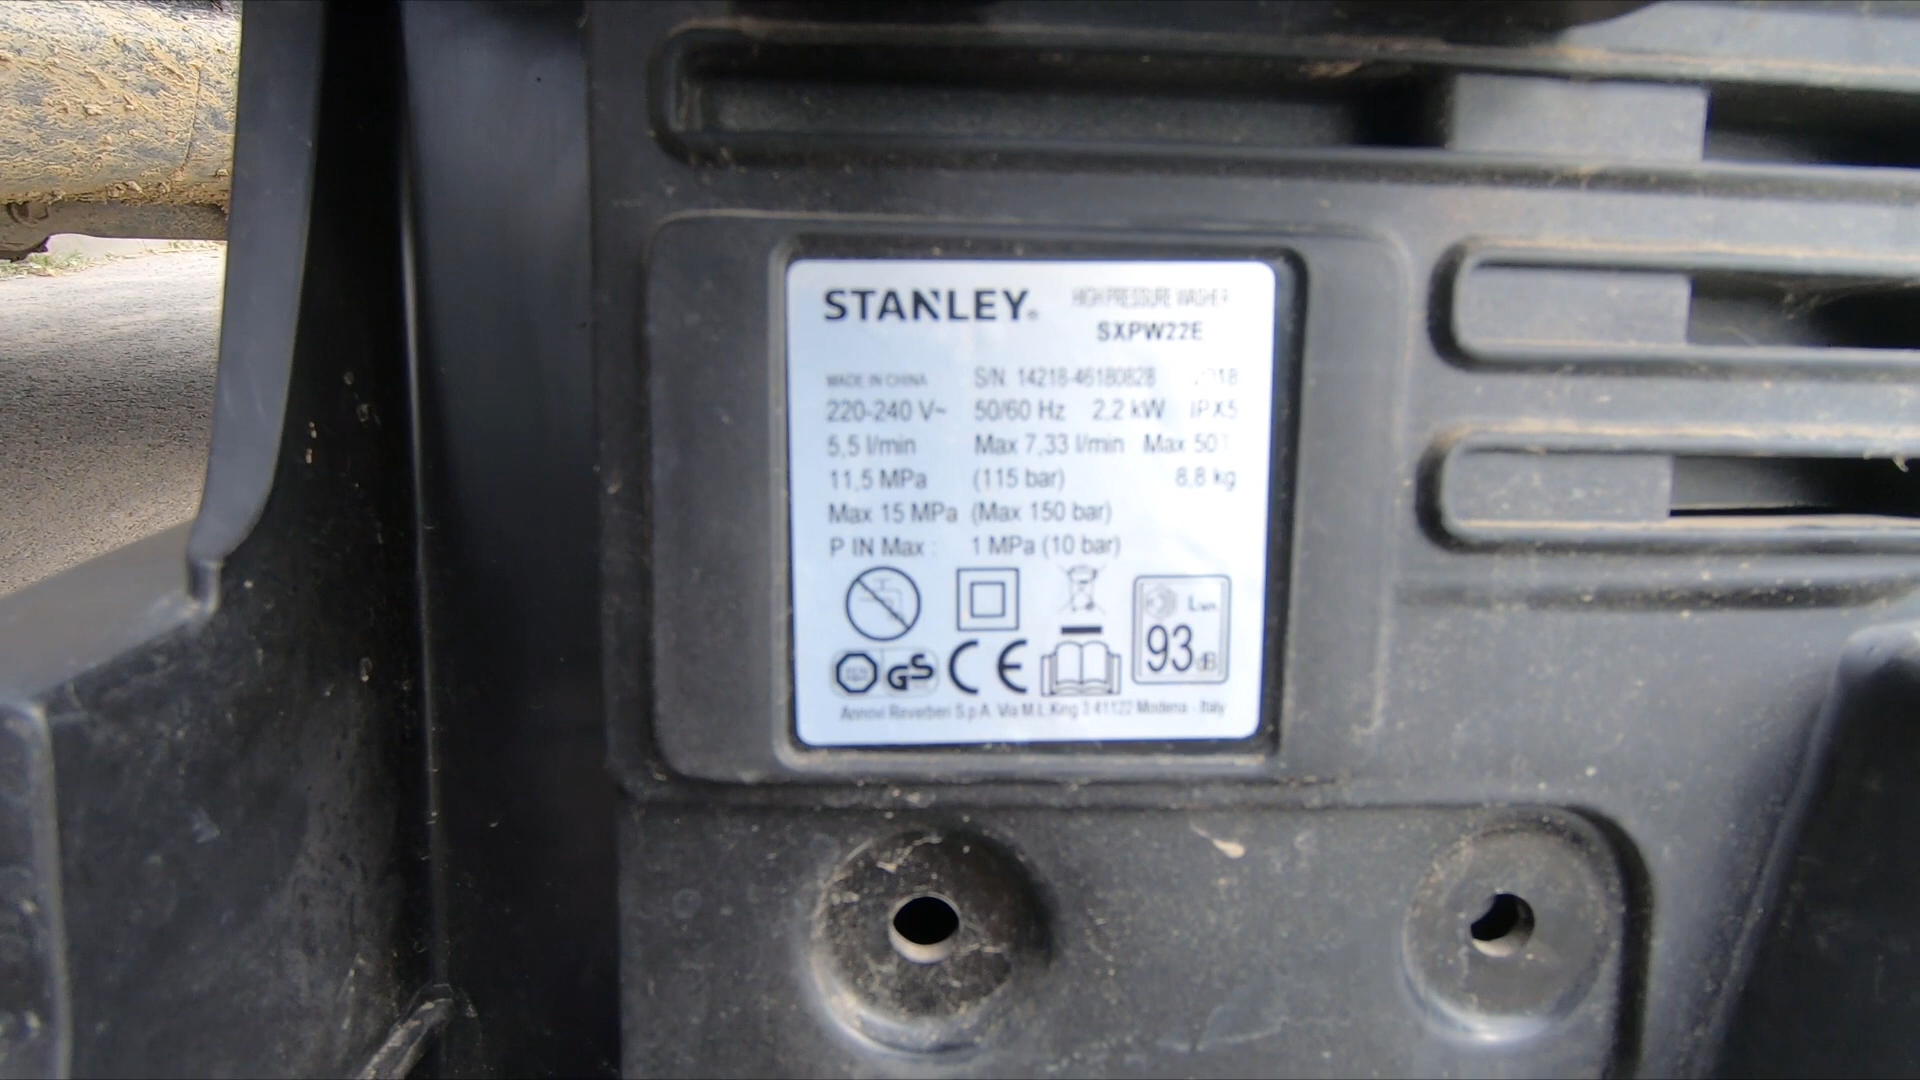 STANLEY®
HIGH PRESSURE WASHER
SXPW22E
MADE IN CHINA S/N 14218-46180828
220-240 V~ 50/60 Hz 2,2 kW IPX5
5,5 l/min Max 7,33 l/min Max
11,5 MPa (115 bar) 8,8 kg
Max 15 MPa (Max 150 bar)
P IN Max : 1 MPa (10 bar)
93 dB
GS CE
Annovi Reverberi S.p.A. Via M.L.King 3 41122 Modena - Italy